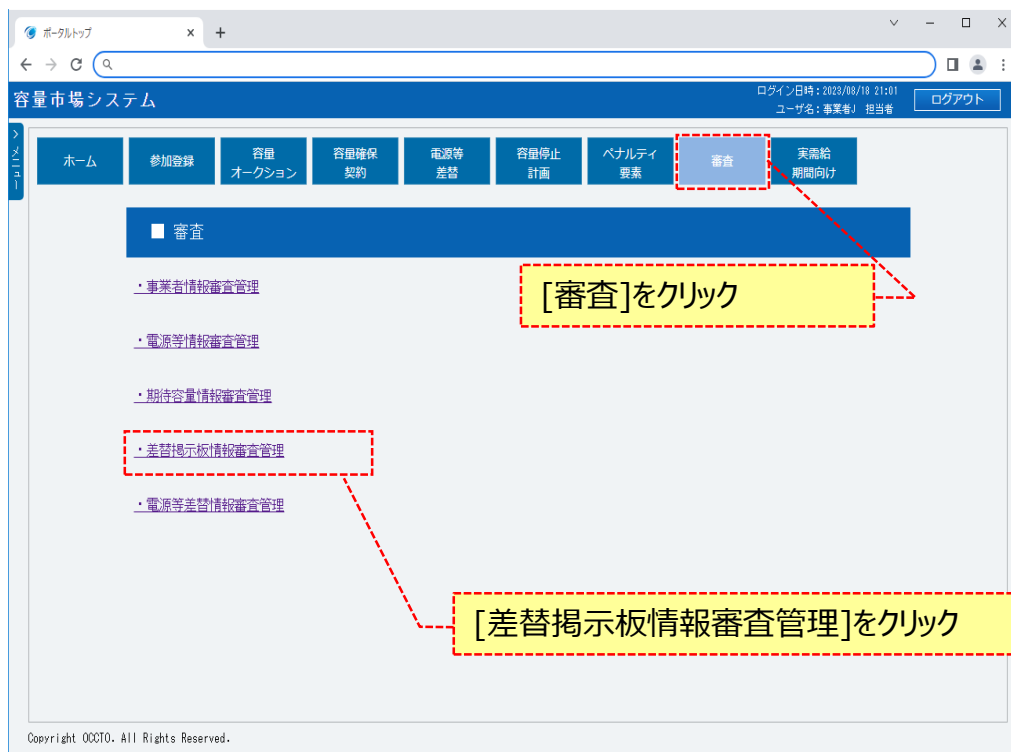 ポータルトップ
容量市場システム
ログイン日時：2023/08/18 21:01
ユーザ名：事業者J 担当者
ログアウト
メニュー
ホーム
参加登録
容量
オークション
容量確保
契約
電源等
差替
容量停止
計画
ペナルティ
要素
審査
実需給
期間向け
■ 審査
・事業者情報審査管理
[審査]をクリック
・電源等情報審査管理
・期待容量情報審査管理
・差替掲示板情報審査管理
・電源等差替情報審査管理
[差替掲示板情報審査管理]をクリック
Copyright OCCTO. All Rights Reserved.